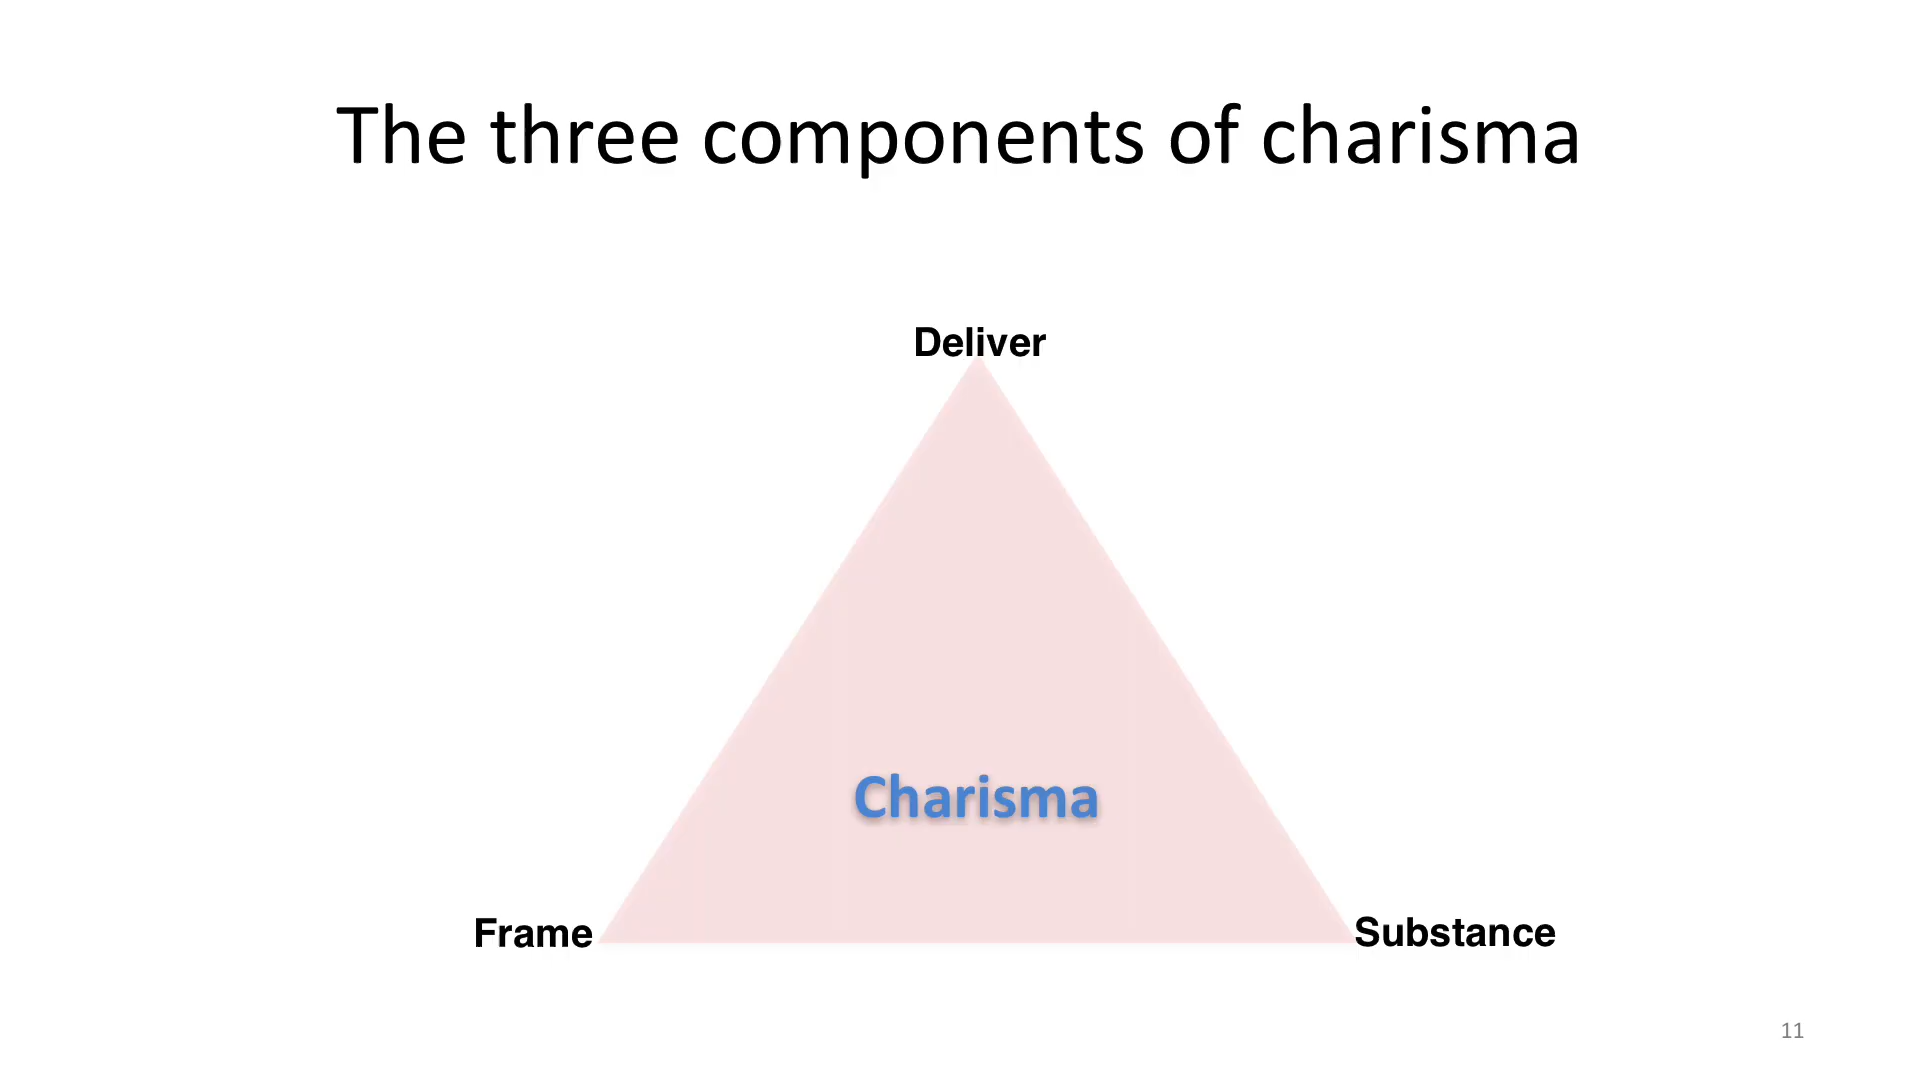 The three components of charisma
Deliver
Charisma
Frame
Substance
11